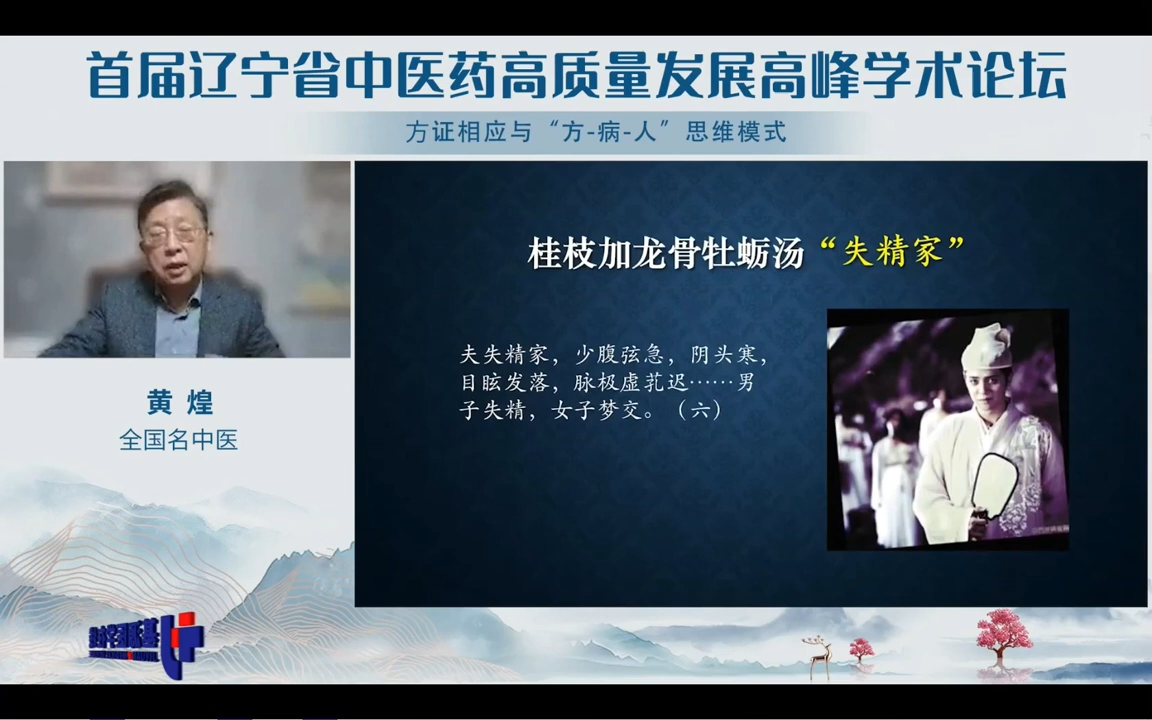 首届辽宁省中医药高质量发展高峰学术论坛
方证相应与“方-病-人”思维模式
桂枝加龙骨牡蛎汤“失精家”
夫失精家，少腹弦急，阴头寒，
目眩发落，脉极虚芤迟……男
子失精，女子梦交。（六）
黄 煌
全国名中医